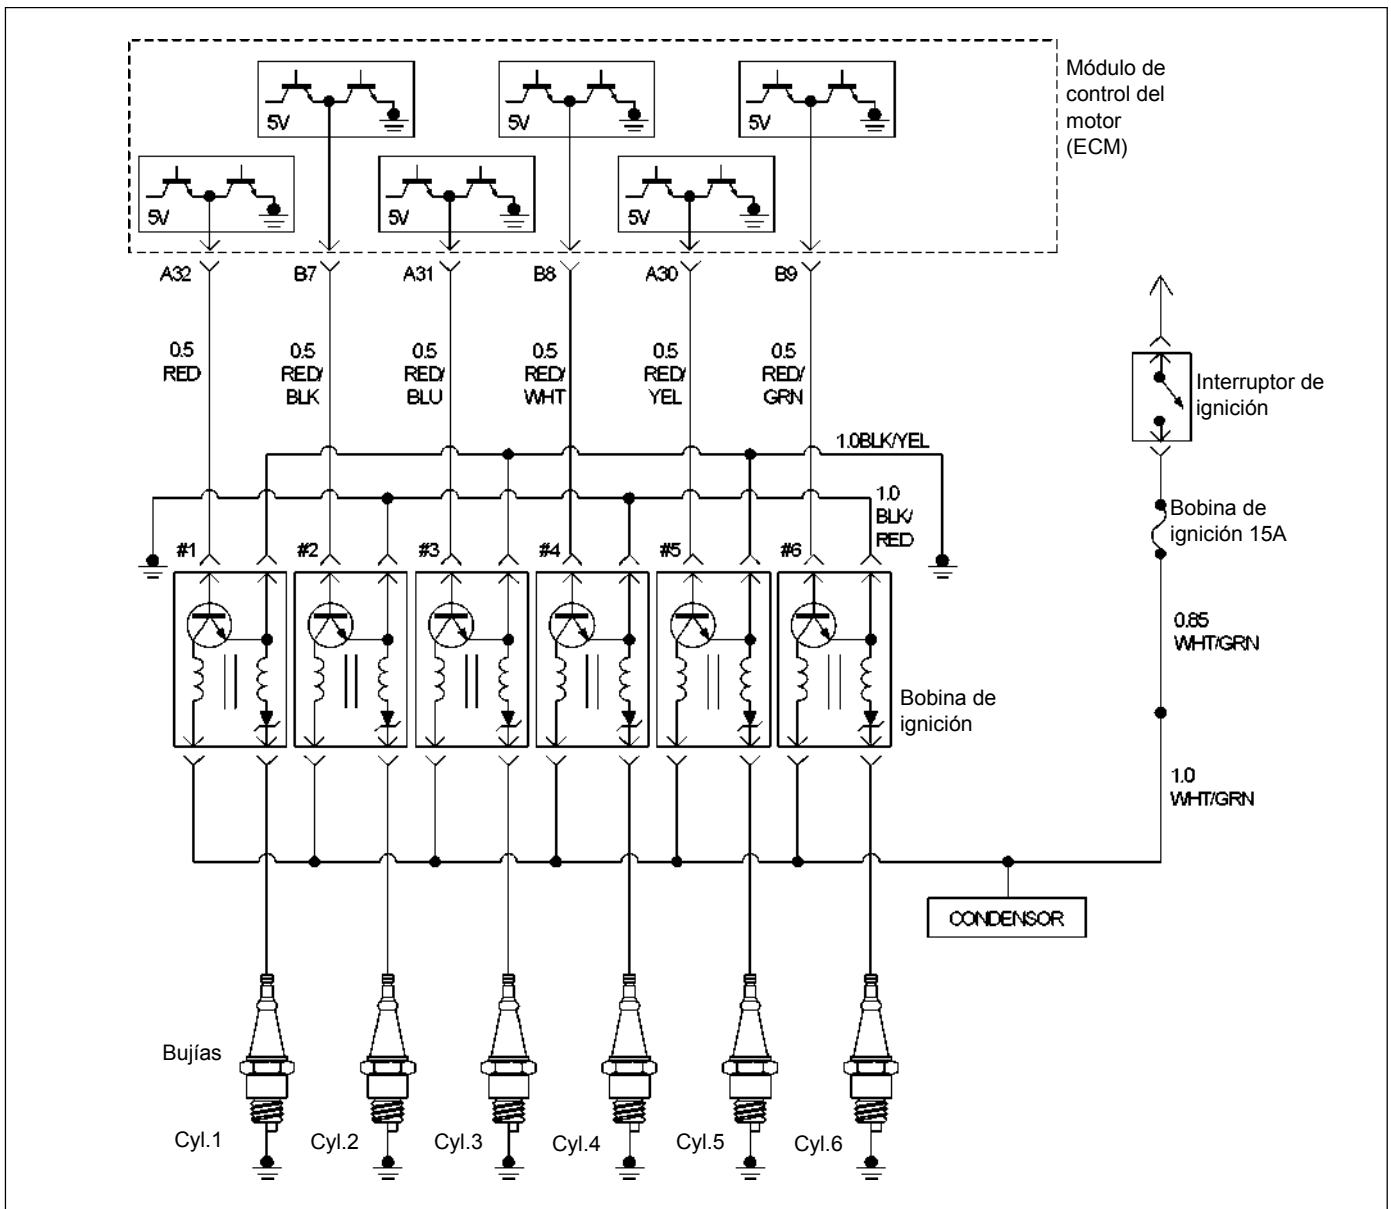 Módulo de
control del
motor
(ECM)
5V
5V
5V
5V
5V
5V
A32
B7
A31
B8
A30
B9
0.5
RED
0.5
RED/
BLK
0.5
RED/
BLU
0.5
RED/
WHT
0.5
RED/
YEL
0.5
RED/
GRN
Interruptor de
ignición
1.0BLK/YEL
1.0
BLK/
RED
Bobina de
ignición 15A
#1
#2
#3
#4
#5
#6
0.85
WHT/GRN
Bobina de
ignición
1.0
WHT/GRN
CONDENSOR
Bujías
Cyl.1
Cyl.2
Cyl.3
Cyl.4
Cyl.5
Cyl.6